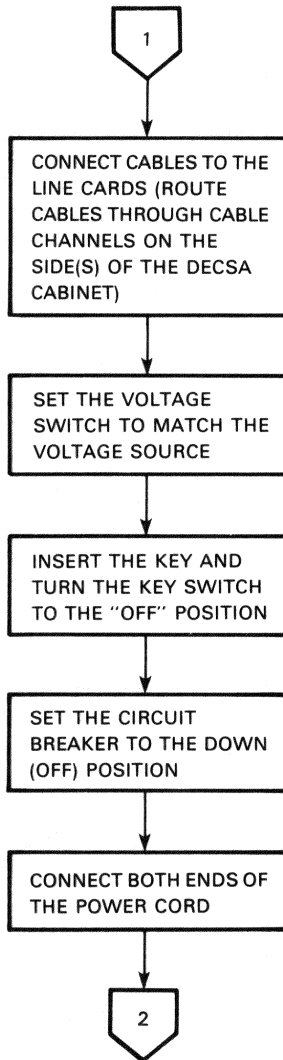 1
CONNECT CABLES TO THE
LINE CARDS (ROUTE
CABLES THROUGH CABLE
CHANNELS ON THE
SIDE(S) OF THE DECSA
CABINET)
SET THE VOLTAGE
SWITCH TO MATCH THE
VOLTAGE SOURCE
INSERT THE KEY AND
TURN THE KEY SWITCH
TO THE "OFF" POSITION
SET THE CIRCUIT
BREAKER TO THE DOWN
(OFF) POSITION
CONNECT BOTH ENDS OF
THE POWER CORD
2